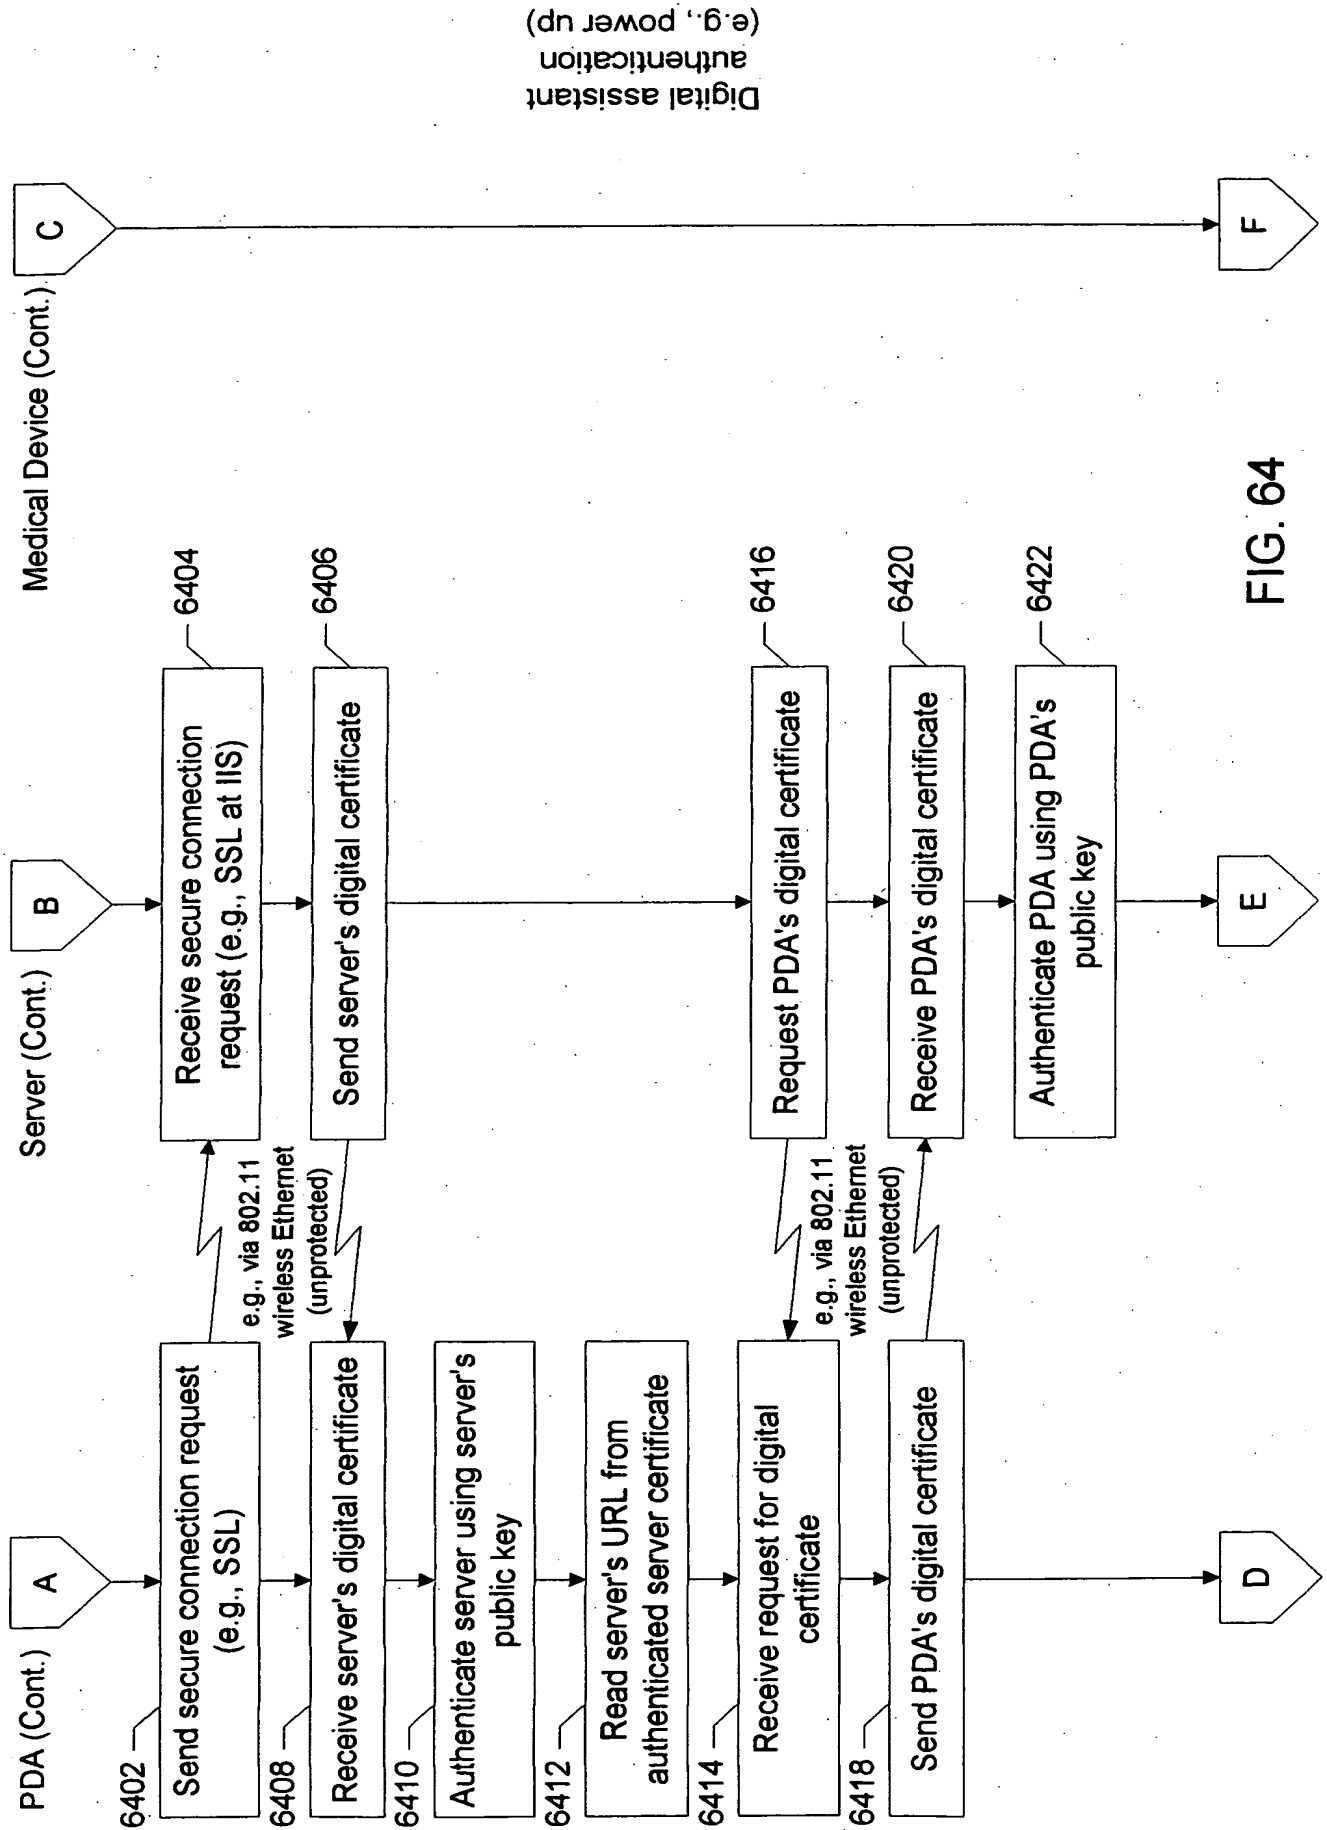 PDA (Cont.)
Server (Cont.)
Medical Device (Cont.)
A
B
C
6402
Send secure connection request
(e.g., SSL)
6404
Receive secure connection
request (e.g., SSL at IIS)
e.g., via 802.11
wireless Ethernet
(unprotected)
6406
Send server's digital certificate
6408
Receive server's digital certificate
6410
Authenticate server using server's
public key
6412
Read server's URL from
authenticated server certificate
6414
Receive request for digital
certificate
6416
Request PDA's digital certificate
e.g., via 802.11
wireless Ethernet
(unprotected)
6418
Send PDA's digital certificate
6420
Receive PDA's digital certificate
6422
Authenticate PDA using PDA's
public key
D
E
F
Digital assistant
authentication
(e.g., power up)
FIG. 64